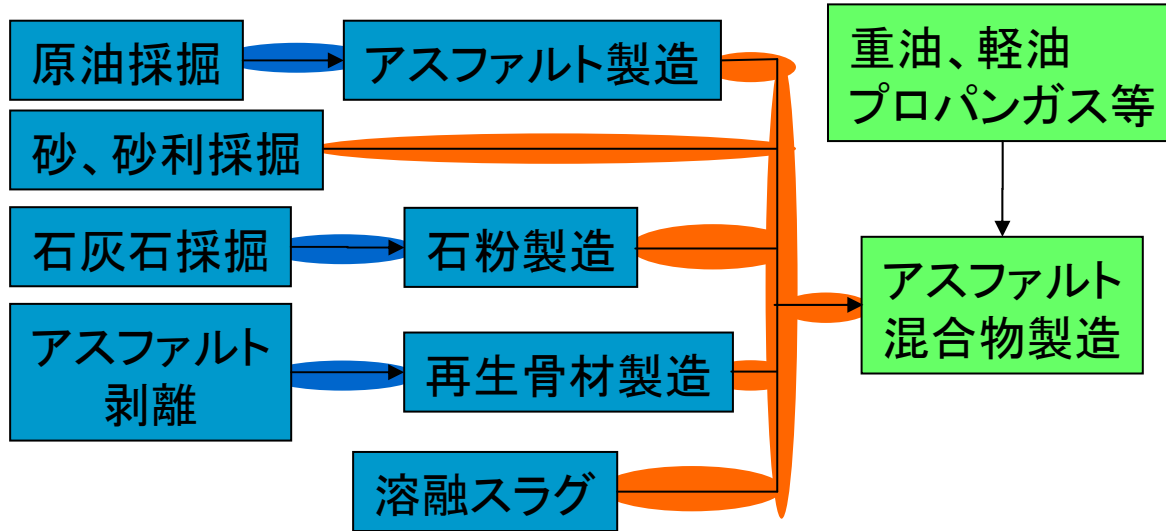 原油採掘
アスファルト製造
重油、軽油
プロパンガス等
砂、砂利採掘
石灰石採掘
石粉製造
アスファルト
混合物製造
アスファルト
剥離
再生骨材製造
溶融スラグ